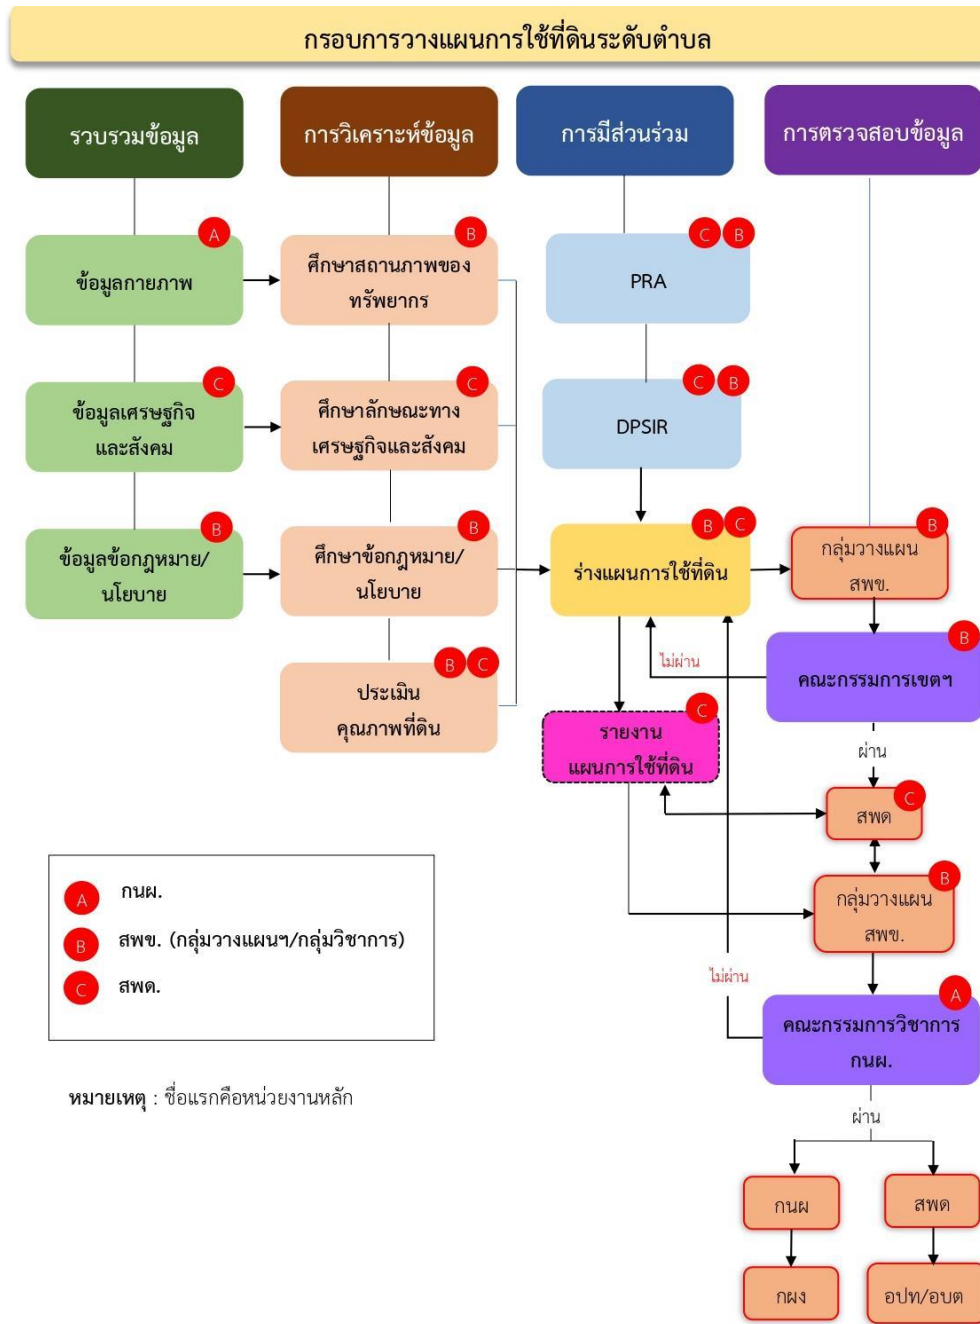 กรอบการวางแผนการใช้ที่ดินระดับตำบล
รวบรวมข้อมูล
การวิเคราะห์ข้อมูล
การมีส่วนร่วม
การตรวจสอบข้อมูล
A
ข้อมูลกายภาพ
B
ศึกษาสถานภาพของ
ทรัพยากร
C B
PRA
C
ข้อมูลเศรษฐกิจ
และสังคม
C
ศึกษาลักษณะทาง
เศรษฐกิจและสังคม
C B
DPSIR
B
ข้อมูลข้อกฎหมาย/
นโยบาย
B
ศึกษาข้อกฎหมาย/
นโยบาย
B C
ร่างแผนการใช้ที่ดิน
B
กลุ่มวางแผน
สพข.
B C
ประเมิน
คุณภาพที่ดิน
ไม่ผ่าน
B
คณะกรรมการเขตฯ
C
รายงาน
แผนการใช้ที่ดิน
ผ่าน
C
สพด
B
กลุ่มวางแผน
สพข.
A กนผ.
B สพข. (กลุ่มวางแผนฯ/กลุ่มวิชาการ)
C สพด.
ไม่ผ่าน
A
คณะกรรมการวิชาการ
กนผ.
หมายเหตุ : ชื่อแรกคือหน่วยงานหลัก
ผ่าน
กนผ
สพด
กผง
อปท/อบต